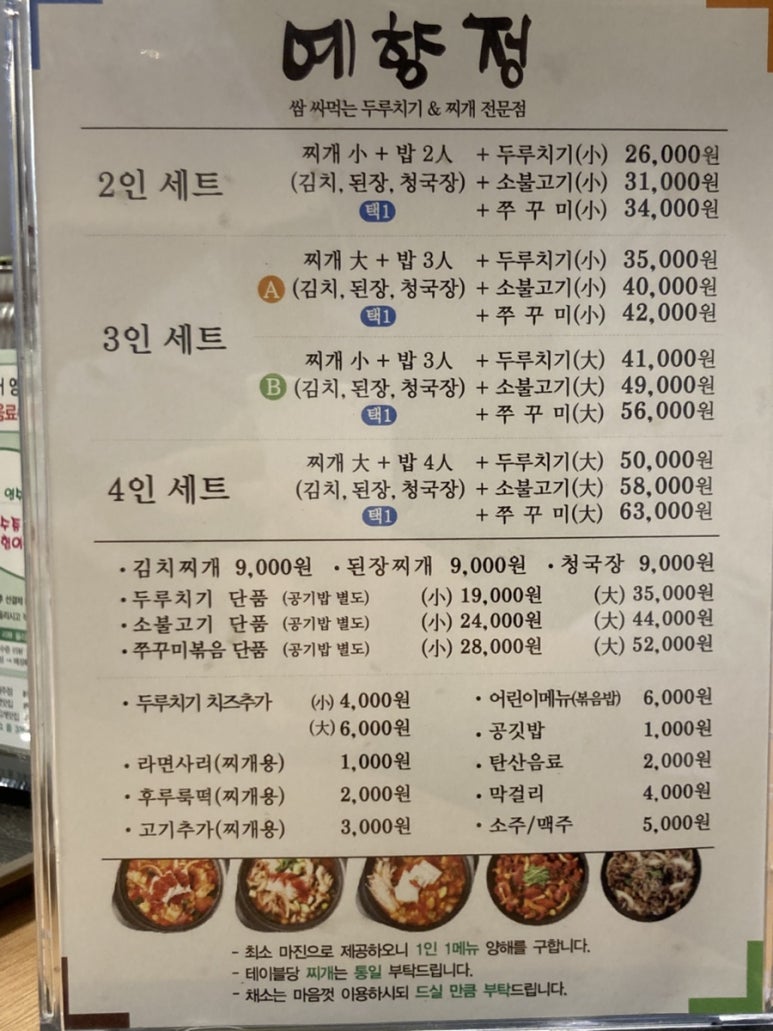 예향정
쌈 싸먹는 두루치기 & 찌개 전문점
2인 세트
찌개 小 + 밥 2人 + 두루치기(小) 26,000원
(김치, 된장, 청국장) + 소불고기(小) 31,000원
택1 + 쭈 꾸 미(小) 34,000원
3인 세트
찌개 大 + 밥 3人 + 두루치기(小) 35,000원
A (김치, 된장, 청국장) + 소불고기(小) 40,000원
택1 + 쭈 꾸 미(小) 42,000원
찌개 小 + 밥 3人 + 두루치기(大) 41,000원
B (김치, 된장, 청국장) + 소불고기(大) 49,000원
택1 + 쭈 꾸 미(大) 56,000원
4인 세트
찌개 大 + 밥 4人 + 두루치기(大) 50,000원
(김치, 된장, 청국장) + 소불고기(大) 58,000원
택1 + 쭈 꾸 미(大) 63,000원
· 김치찌개 9,000원 · 된장찌개 9,000원 · 청국장 9,000원
· 두루치기 단품 (공기밥 별도) (小) 19,000원 (大) 35,000원
· 소불고기 단품 (공기밥 별도) (小) 24,000원 (大) 44,000원
· 쭈꾸미볶음 단품 (공기밥 별도) (小) 28,000원 (大) 52,000원
· 두루치기 치즈추가 (小) 4,000원
(大) 6,000원
· 라면사리(찌개용) 1,000원
· 후루룩떡(찌개용) 2,000원
· 고기추가(찌개용) 3,000원
· 어린이메뉴(볶음밥) 6,000원
· 공깃밥 1,000원
· 탄산음료 2,000원
· 막걸리 4,000원
· 소주/맥주 5,000원
- 최소 마진으로 제공하오니 1인 1메뉴 양해를 구합니다.
- 테이블당 찌개는 통일 부탁드립니다.
- 채소는 마음껏 이용하시되 드실 만큼 부탁드립니다.